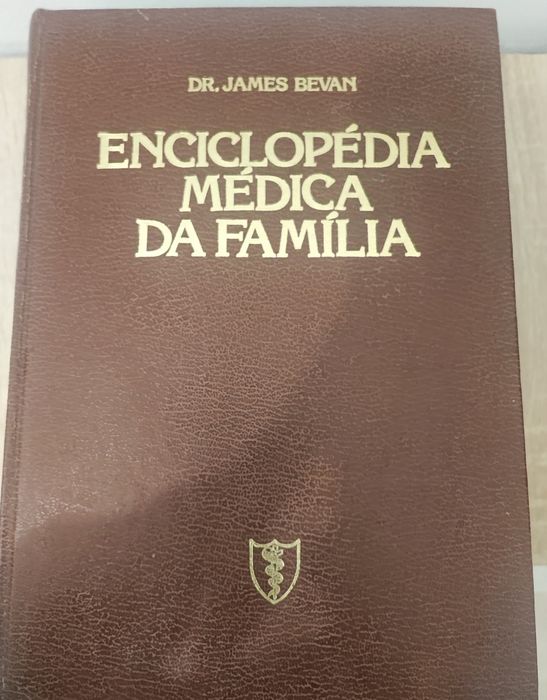 DR. JAMES BEVAN
ENCICLOPÉDIA
MÉDICA
DA FAMÍLIA